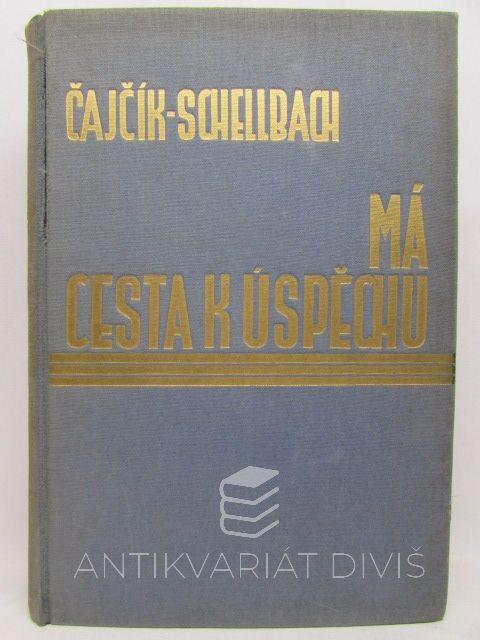 ČAJČÍK-SCHELLBACH
MÁ
CESTA K ÚSPĚCHU
ANTIKVARIÁT DIVIŠ